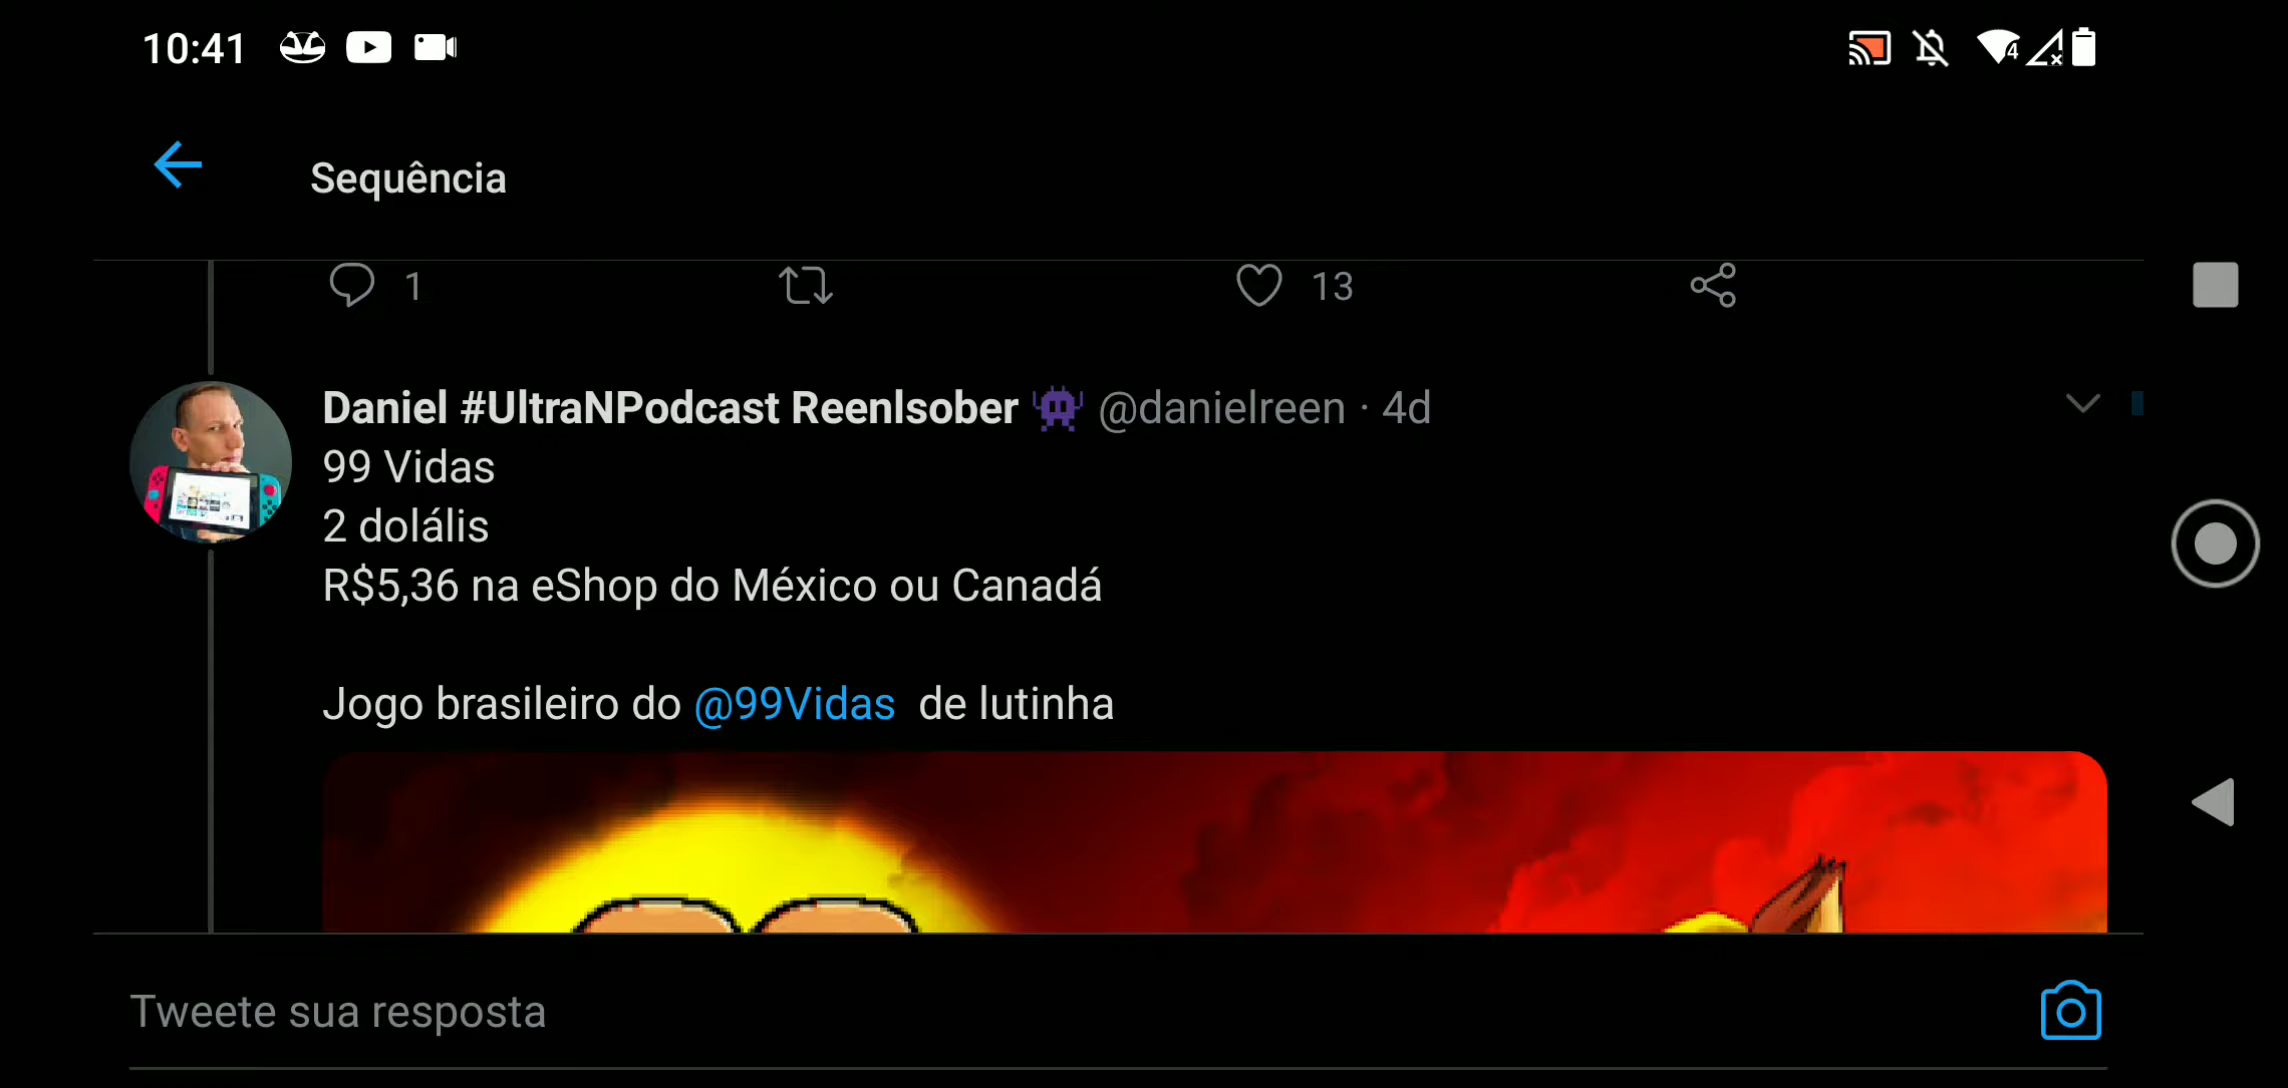 10:41
4
Sequência
1
13
Daniel #UltraNPodcast Reenlsober 👾 @danielreen · 4d
99 Vidas
2 dolális
R$5,36 na eShop do México ou Canadá
Jogo brasileiro do @99Vidas de lutinha
Tweete sua resposta